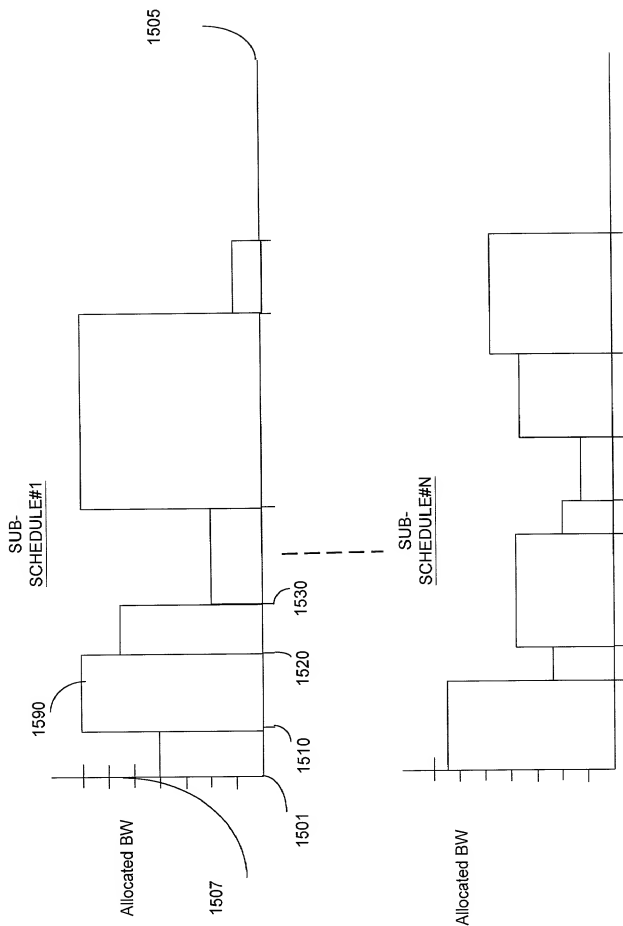 SUB-
SCHEDULE#1
1505
1590
Allocated BW
1507
1501
1510
1520
1530
SUB-
SCHEDULE#N
Allocated BW